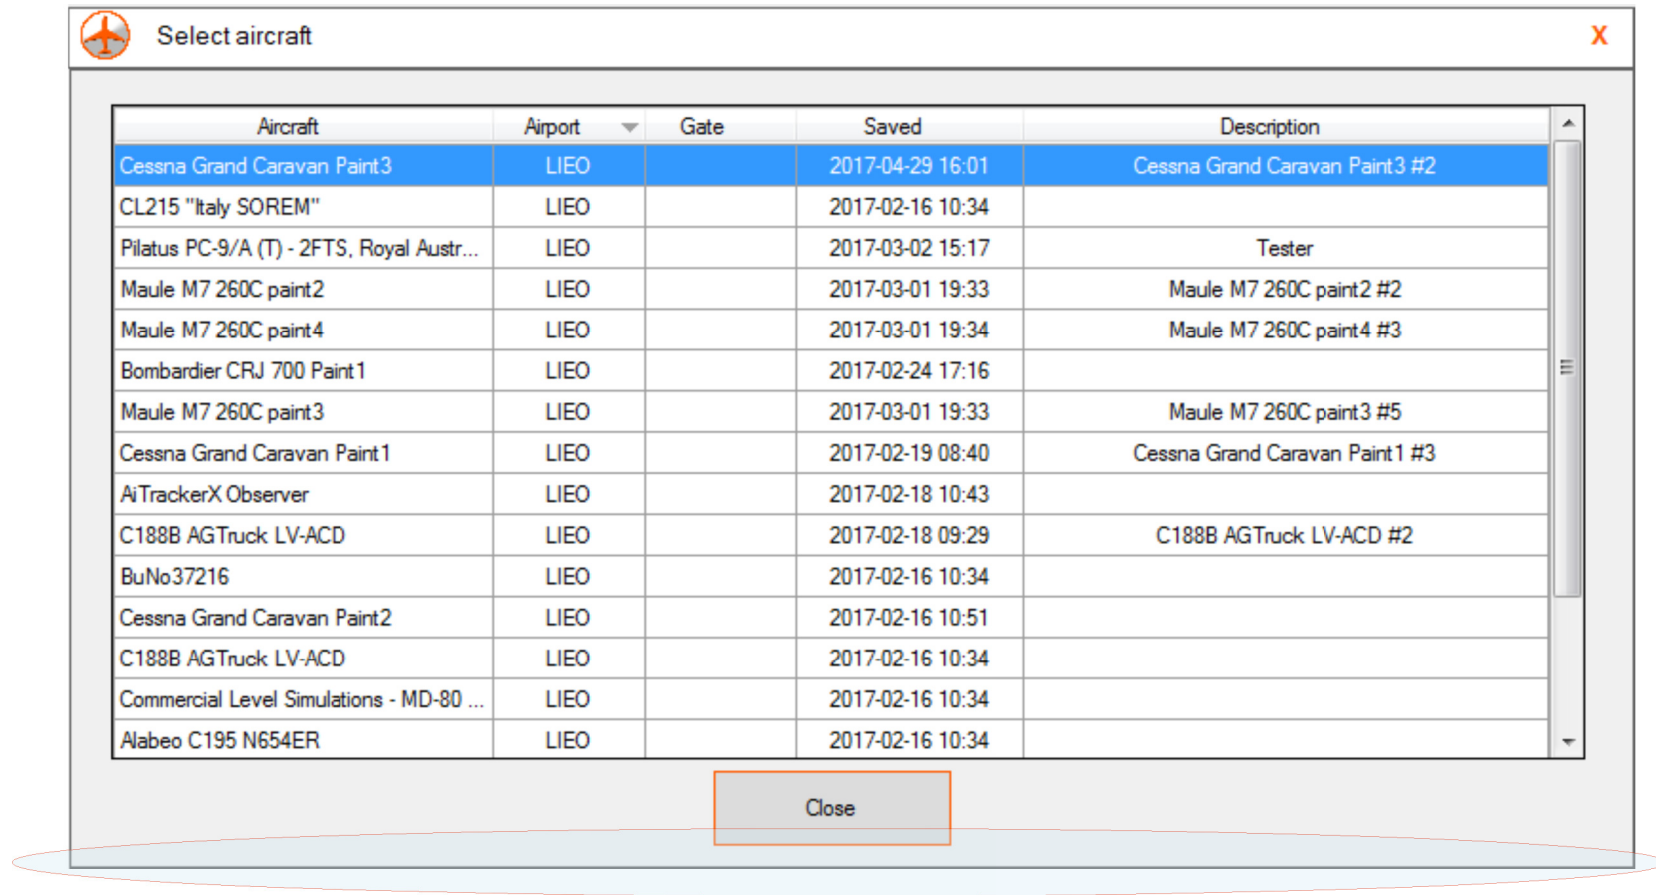 Select aircraft X
Aircraft Airport Gate Saved Description
Cessna Grand Caravan Paint3 LIEO 2017-04-29 16:01 Cessna Grand Caravan Paint3 #2
CL215 "Italy SOREM" LIEO 2017-02-16 10:34
Pilatus PC-9/A (T) - 2FTS, Royal Austr... LIEO 2017-03-02 15:17 Tester
Maule M7 260C paint2 LIEO 2017-03-01 19:33 Maule M7 260C paint2 #2
Maule M7 260C paint4 LIEO 2017-03-01 19:34 Maule M7 260C paint4 #3
Bombardier CRJ 700 Paint1 LIEO 2017-02-24 17:16
Maule M7 260C paint3 LIEO 2017-03-01 19:33 Maule M7 260C paint3 #5
Cessna Grand Caravan Paint1 LIEO 2017-02-19 08:40 Cessna Grand Caravan Paint1 #3
AiTrackerX Observer LIEO 2017-02-18 10:43
C188B AGTruck LV-ACD LIEO 2017-02-18 09:29 C188B AGTruck LV-ACD #2
BuNo37216 LIEO 2017-02-16 10:34
Cessna Grand Caravan Paint2 LIEO 2017-02-16 10:51
C188B AGTruck LV-ACD LIEO 2017-02-16 10:34
Commercial Level Simulations - MD-80 ... LIEO 2017-02-16 10:34
Alabeo C195 N654ER LIEO 2017-02-16 10:34
Close